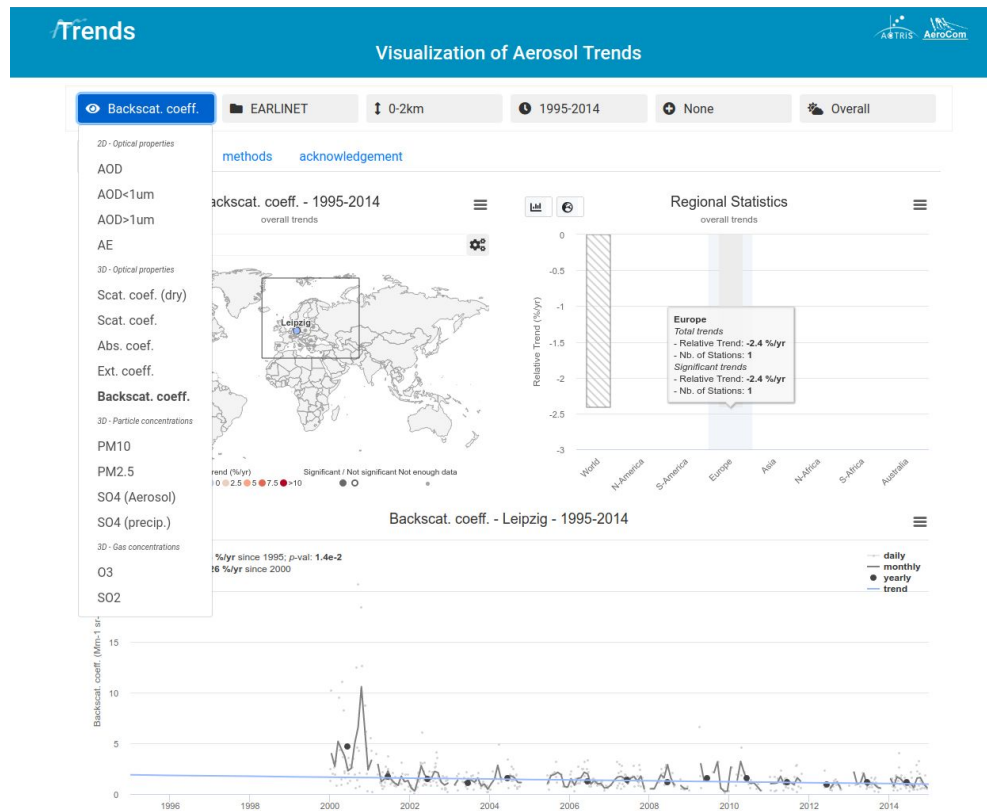 Trends
Visualization of Aerosol Trends
ACTRIS AeroCom
Backscat. coeff.
EARLINET
0-2km
1995-2014
None
Overall
2D - Optical properties
AOD
AOD<1um
AOD>1um
AE
3D - Optical properties
Scat. coef. (dry)
Scat. coef.
Abs. coef.
Ext. coeff.
Backscat. coeff.
3D - Particle concentrations
PM10
PM2.5
SO4 (Aerosol)
SO4 (precip.)
3D - Gas concentrations
O3
SO2
methods
acknowledgement
ackscat. coeff. - 1995-2014
overall trends
Leipzig
rend (%/yr)
0 2.5 5 7.5 >10
Significant / Not significant Not enough data
Regional Statistics
overall trends
Relative Trend (%/yr)
0
-0.5
-1
-1.5
-2
-2.5
-3
World
N-America
S-America
Europe
Asia
N-Africa
S-Africa
Australia
Europe
Total trends
- Relative Trend: -2.4 %/yr
- Nb. of Stations: 1
Significant trends
- Relative Trend: -2.4 %/yr
- Nb. of Stations: 1
Backscat. coeff. - Leipzig - 1995-2014
%/yr since 1995; p-val: 1.4e-2
26 %/yr since 2000
daily
monthly
yearly
trend
Backscat. coeff. (Mm-1 sr-
15
10
5
0
1996
1998
2000
2002
2004
2006
2008
2010
2012
2014